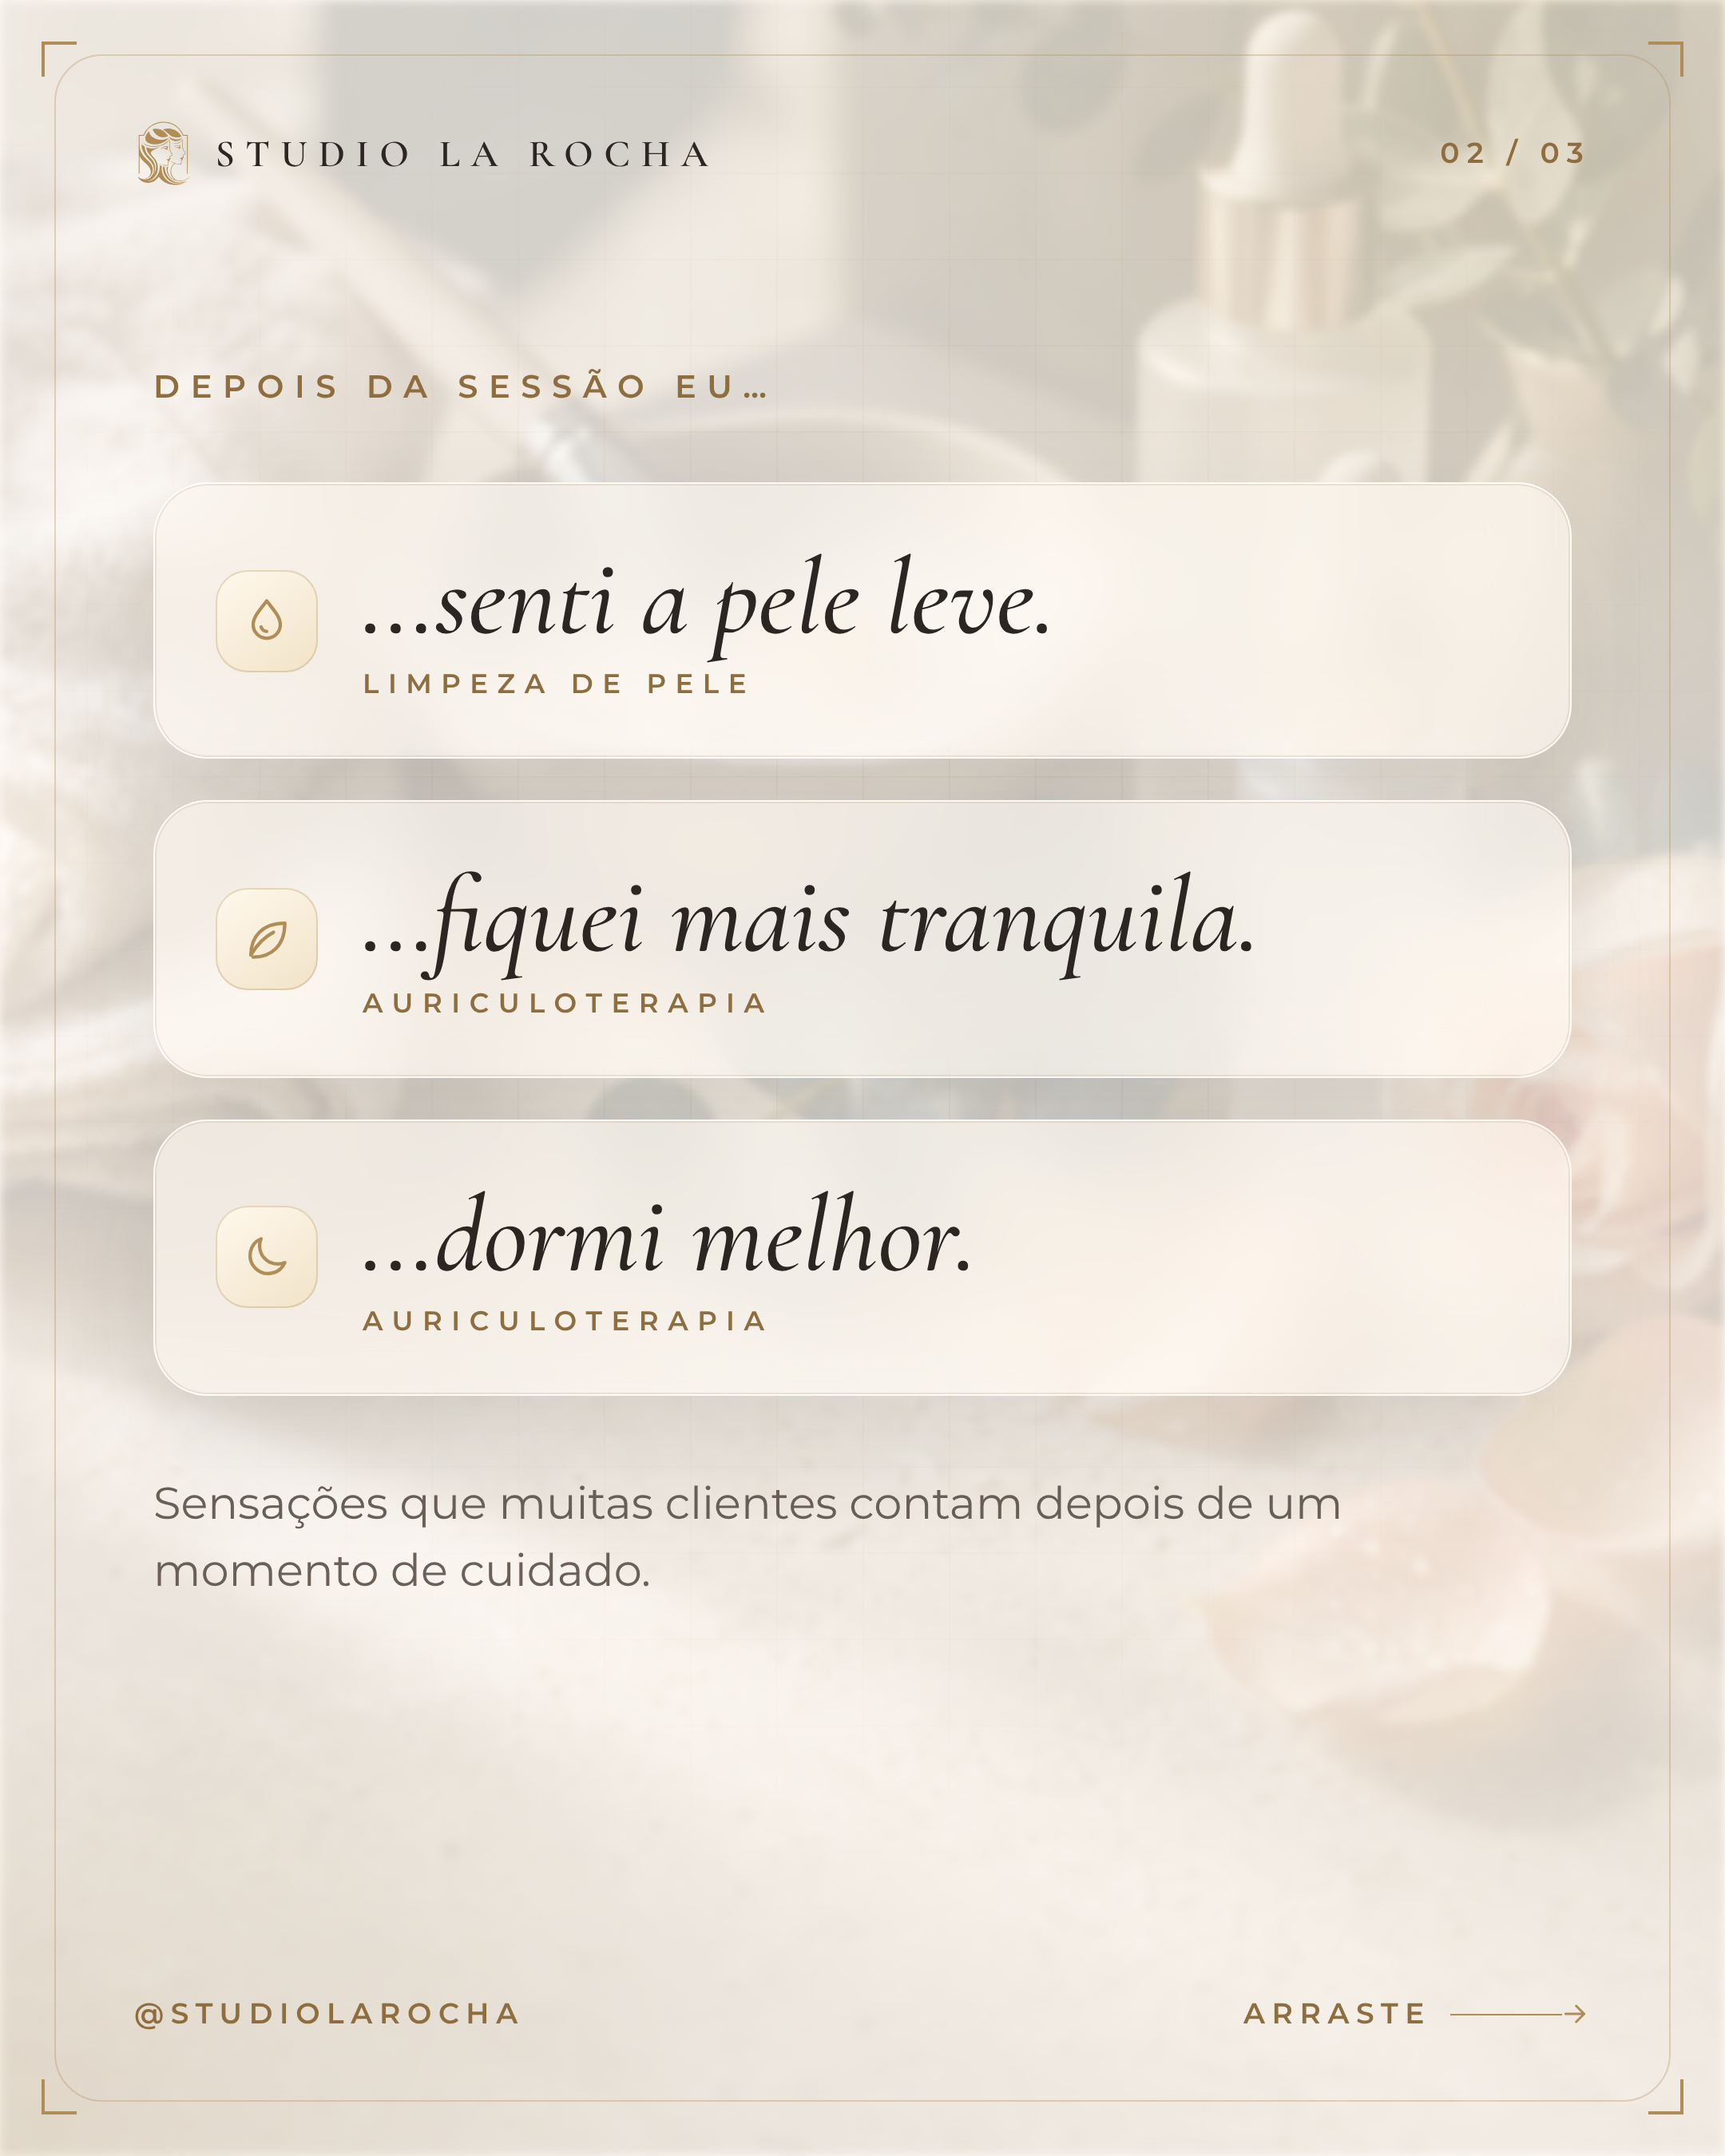 STUDIO LA ROCHA
02 / 03
DEPOIS DA SESSÃO EU...
...senti a pele leve.
LIMPEZA DE PELE
...fiquei mais tranquila.
AURICULOTERAPIA
...dormi melhor.
AURICULOTERAPIA
Sensações que muitas clientes contam depois de um
momento de cuidado.
@STUDIOLAROCHA
ARRASTE